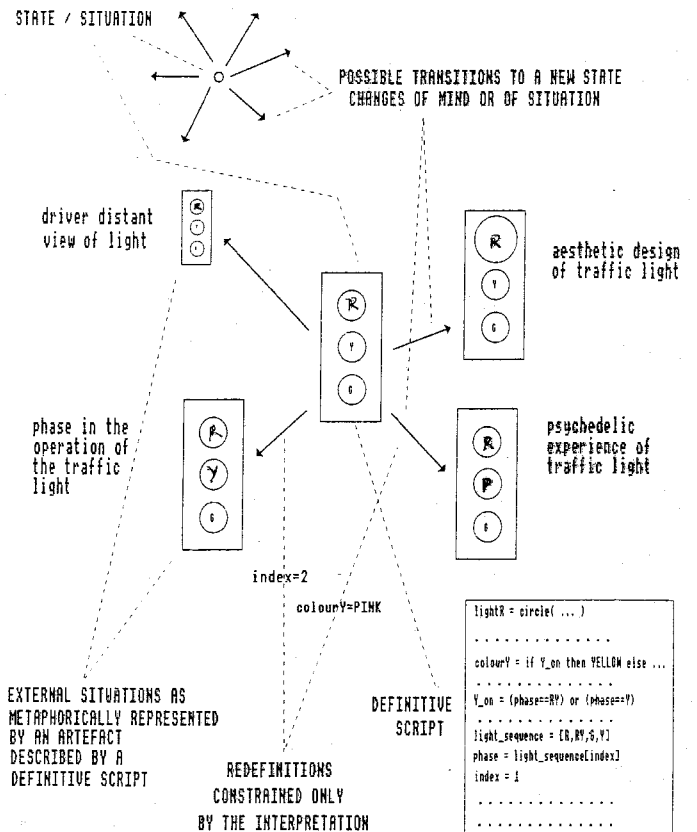 STATE / SITUATION
POSSIBLE TRANSITIONS TO A NEW STATE
CHANGES OF MIND OR OF SITUATION
driver distant
view of light
R
R
Y
G
R
Y
G
aesthetic design
of traffic light
phase in the
operation of
the traffic
light
R
Y
G
R
P
G
psychedelic
experience of
traffic light
index=2
colourY=PINK
EXTERNAL SITUATIONS AS
METAPHORICALLY REPRESENTED
BY AN ARTEFACT
DESCRIBED BY A
DEFINITIVE SCRIPT
REDEFINITIONS
CONSTRAINED ONLY
BY THE INTERPRETATION
DEFINITIVE
SCRIPT
lightR = circle( ... )
. . . . . . . . . . . . . .
colourY = if Y_on then YELLOW else ...
. . . . . . . . . . . . . .
Y_on = (phase==RY) or (phase==Y)
. . . . . . . . . . . . . .
light_sequence = [R,RY,G,Y]
phase = light_sequence[index]
index = 1
. . . . . . . . . . . . . .
. . . . . . . . . . . . . .